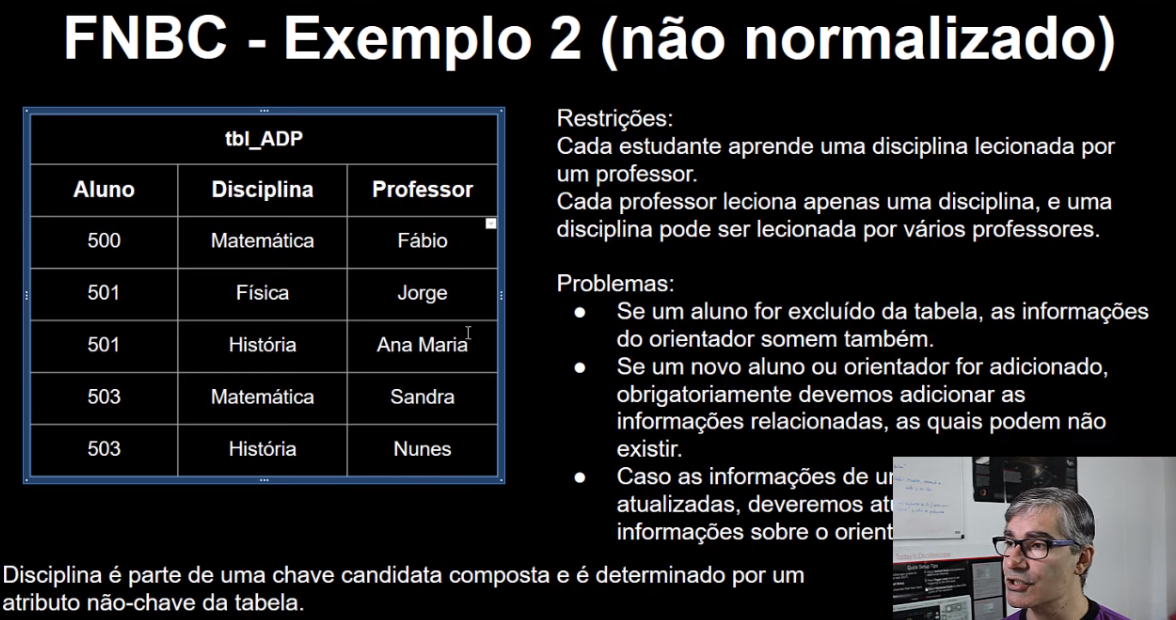 FNBC - Exemplo 2 (não normalizado)
tbl_ADP
Aluno Disciplina Professor
500 Matemática Fábio
501 Física Jorge
501 História Ana Maria
503 Matemática Sandra
503 História Nunes
Restrições:
Cada estudante aprende uma disciplina lecionada por
um professor.
Cada professor leciona apenas uma disciplina, e uma
disciplina pode ser lecionada por vários professores.
Problemas:
● Se um aluno for excluído da tabela, as informações
do orientador somem também.
● Se um novo aluno ou orientador for adicionado,
obrigatoriamente devemos adicionar as
informações relacionadas, as quais podem não
existir.
● Caso as informações de
atualizadas, deveremos
informações sobre o
Disciplina é parte de uma chave candidata composta e é determinado por um
atributo não-chave da tabela.
Quick Setup Tips